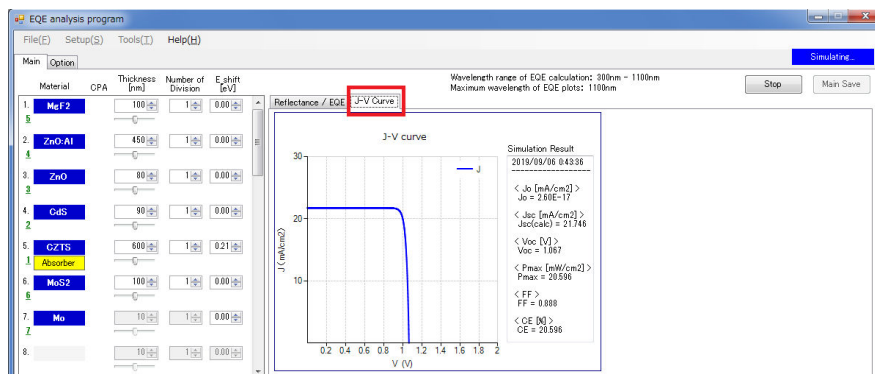 EQE analysis program
File(F) Setup(S) Tools(T) Help(H)
Main Option
Simulating...
Material CPA Thickness [nm] Number of Division E_shift [eV]
Wavelength range of EQE calculation: 300nm - 1100nm
Maximum wavelength of EQE plots: 1100nm
Stop Main Save
Reflectance / EQE J-V Curve
1. MgF2 100 1 0.00
5
2. ZnO:Al 450 1 0.00
4
3. ZnO 80 1 0.00
3
4. CdS 90 1 0.00
2
5. CZTS 600 1 0.21
1 Absorber
6. MoS2 100 1 0.00
6
7. Mo 10 1 0.00
7
8. 10 1 0.00
J-V curve
J
30
20
10
J (mA/cm2)
0.2 0.4 0.6 0.8 1 1.2 1.4 1.6 1.8 2
V (V)
Simulation Result
2019/09/06 0:43:36
--------------------
< Jo [mA/cm2] >
Jo = 2.60E-17
< Jsc [mA/cm2] >
Jsc(calc) = 21.746
< Voc [V] >
Voc = 1.067
< Pmax [mW/cm2] >
Pmax = 20.596
< FF >
FF = 0.888
< CE [%] >
CE = 20.596